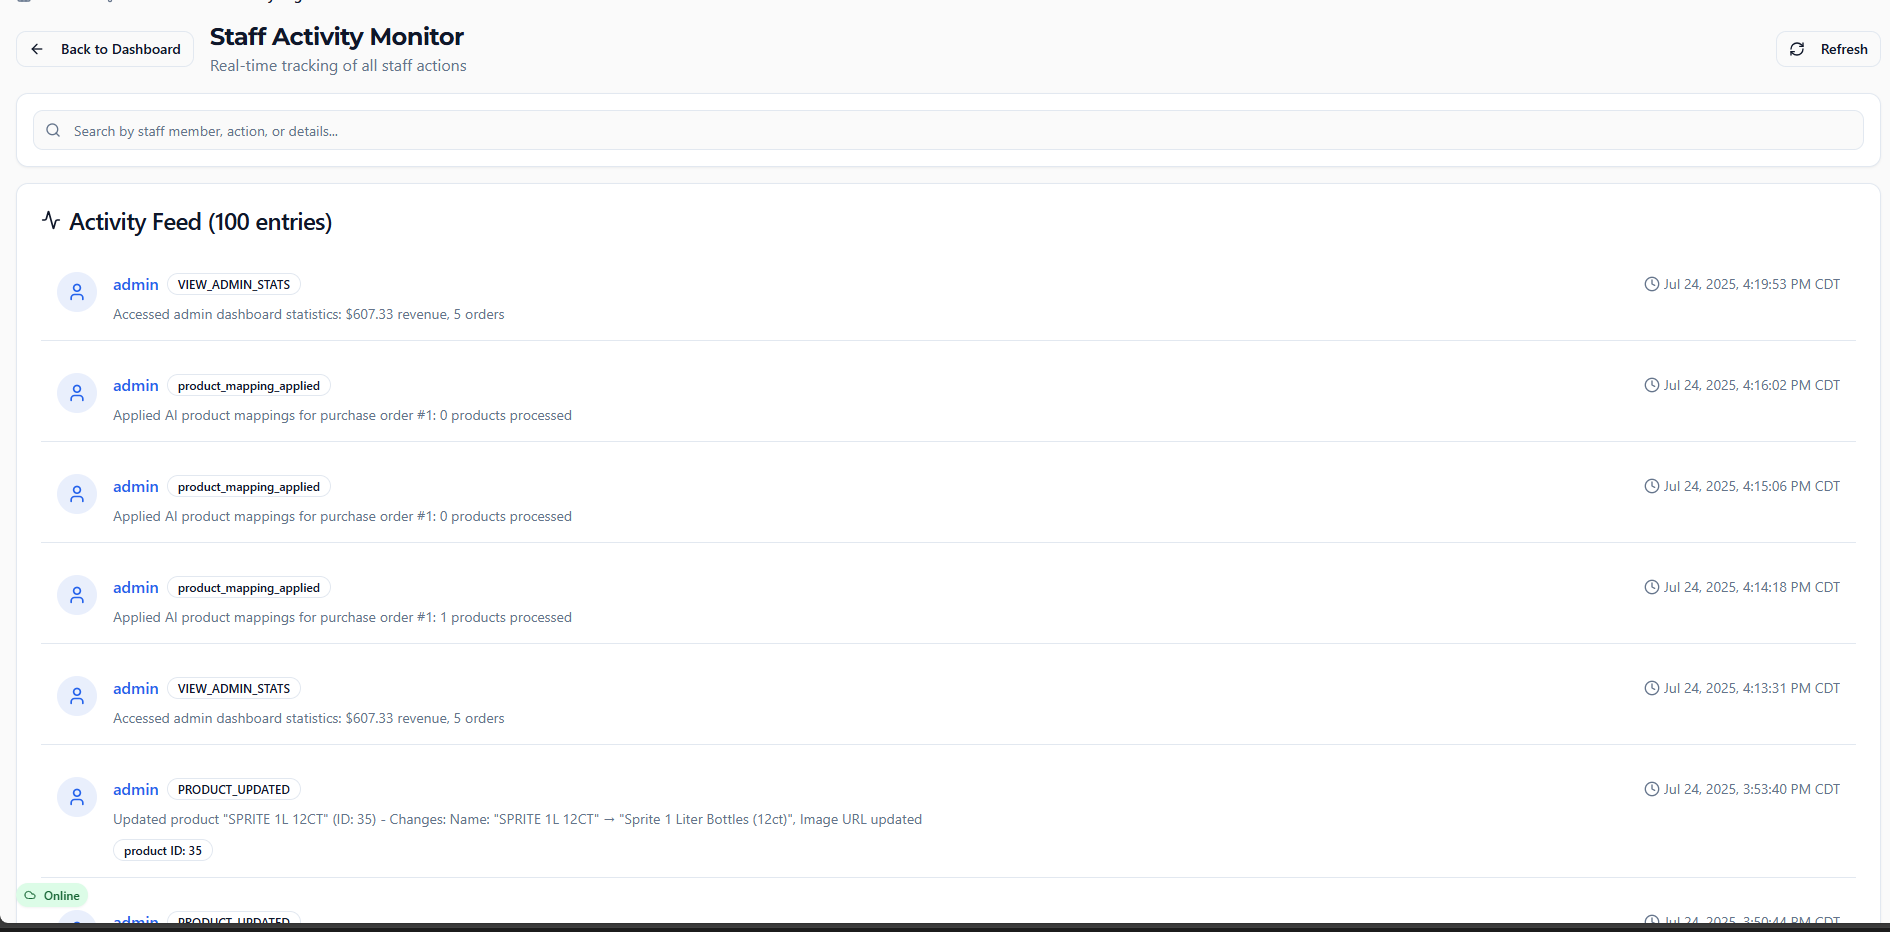 Back to Dashboard
Staff Activity Monitor
Real-time tracking of all staff actions
Refresh
Search by staff member, action, or details...
Activity Feed (100 entries)
admin VIEW_ADMIN_STATS Jul 24, 2025, 4:19:53 PM CDT
Accessed admin dashboard statistics: $607.33 revenue, 5 orders
admin product_mapping_applied Jul 24, 2025, 4:16:02 PM CDT
Applied AI product mappings for purchase order #1: 0 products processed
admin product_mapping_applied Jul 24, 2025, 4:15:06 PM CDT
Applied AI product mappings for purchase order #1: 0 products processed
admin product_mapping_applied Jul 24, 2025, 4:14:18 PM CDT
Applied AI product mappings for purchase order #1: 1 products processed
admin VIEW_ADMIN_STATS Jul 24, 2025, 4:13:31 PM CDT
Accessed admin dashboard statistics: $607.33 revenue, 5 orders
admin PRODUCT_UPDATED Jul 24, 2025, 3:53:40 PM CDT
Updated product "SPRITE 1L 12CT" (ID: 35) - Changes: Name: "SPRITE 1L 12CT" → "Sprite 1 Liter Bottles (12ct)", Image URL updated
product ID: 35
Online
admin PRODUCT_UPDATED Jul 24, 2025, 3:50:44 PM CDT